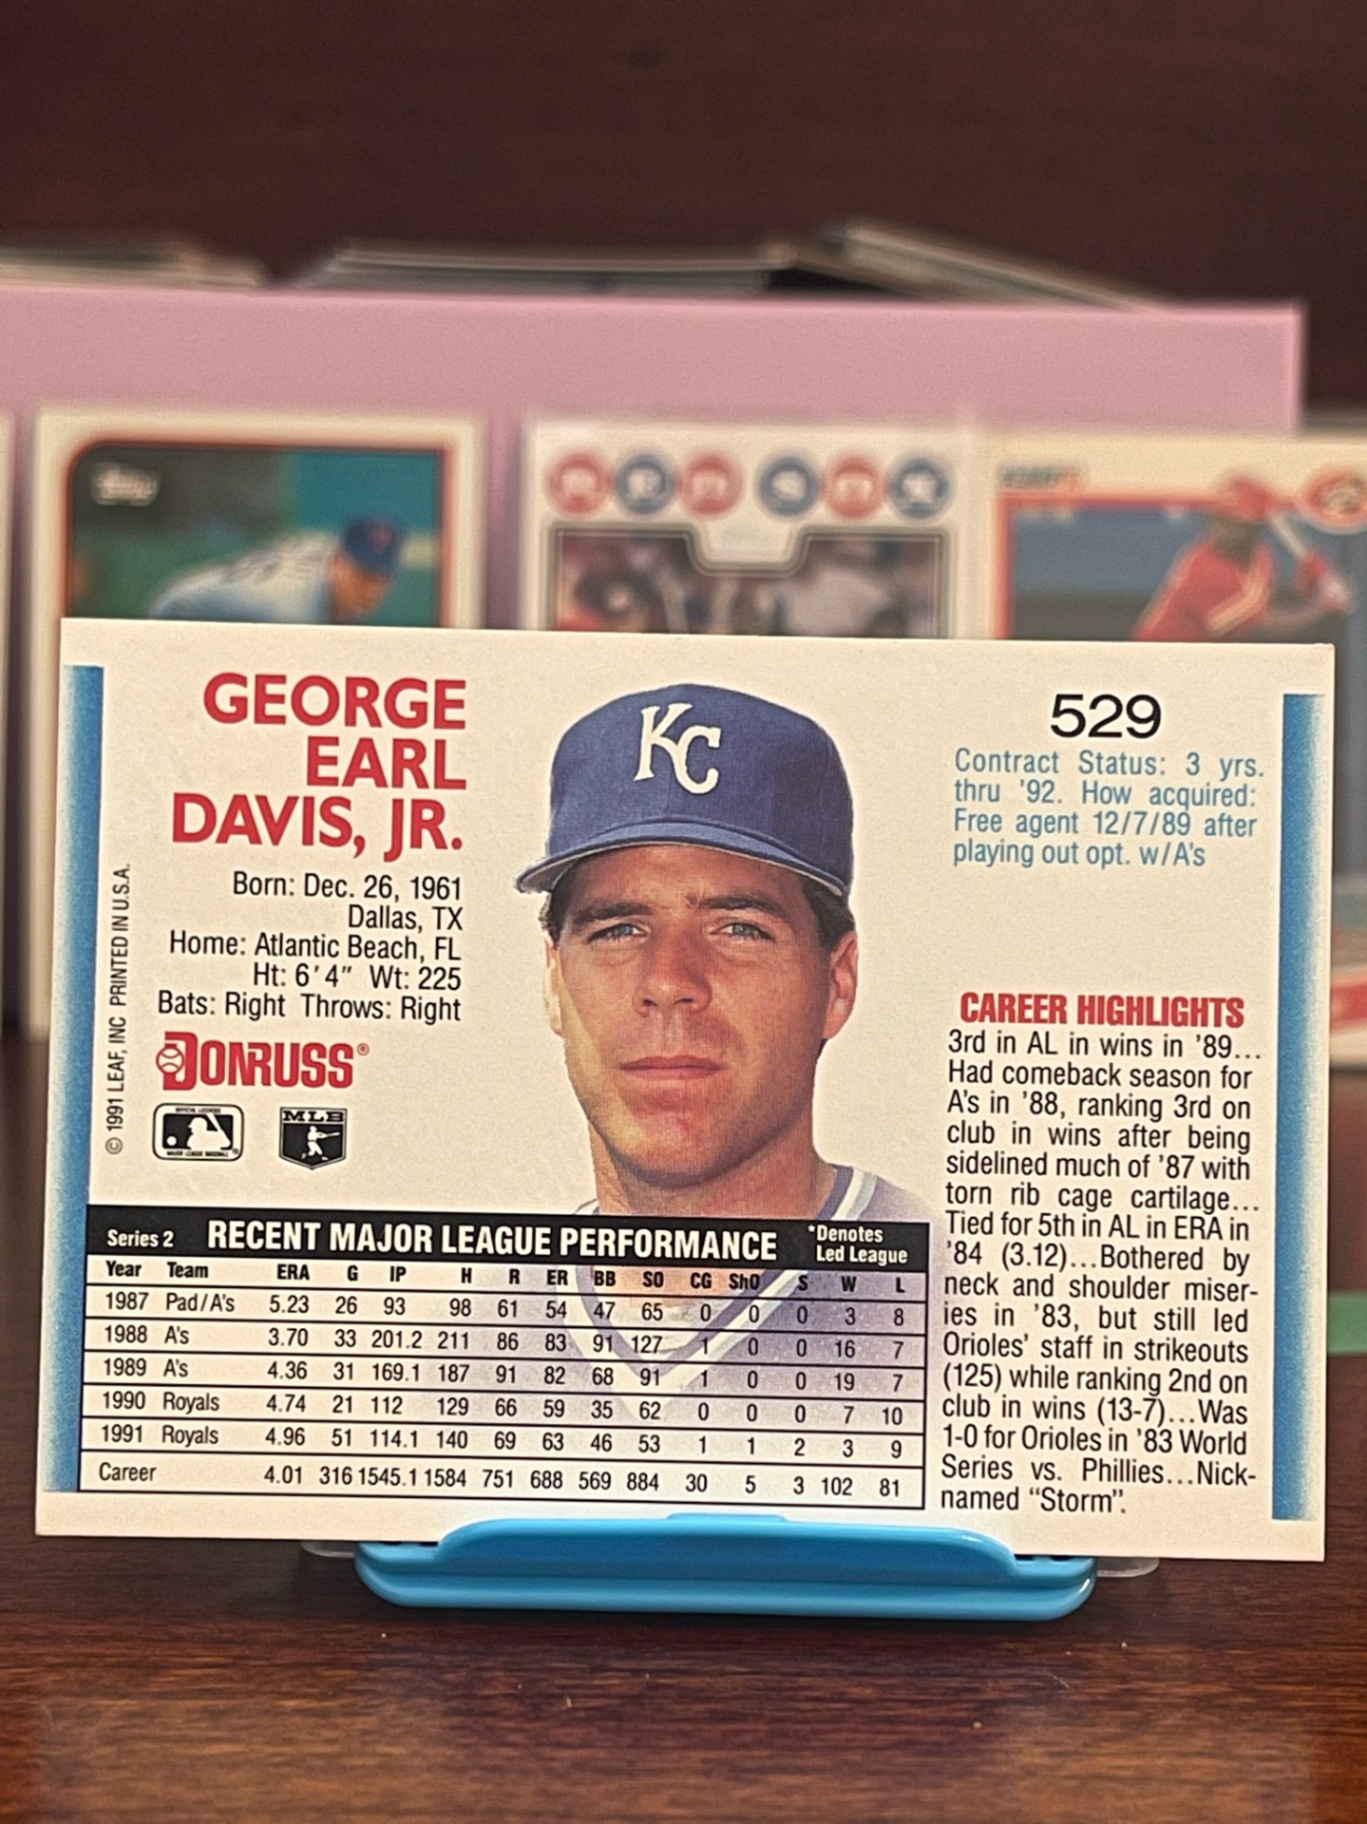 Topps
RED SOX
GEORGE
EARL
DAVIS, JR.
Born: Dec. 26, 1961
Dallas, TX
Home: Atlantic Beach, FL
Ht: 6'4" Wt: 225
Bats: Right Throws: Right
DONRUSS®
MLB
© 1991 LEAF, INC PRINTED IN U.S.A.
KC
529
Contract Status: 3 yrs.
thru '92. How acquired:
Free agent 12/7/89 after
playing out opt. w/A's
CAREER HIGHLIGHTS
3rd in AL in wins in '89...
Had comeback season for
A's in '88, ranking 3rd on
club in wins after being
sidelined much of '87 with
torn rib cage cartilage...
Tied for 5th in AL in ERA in
'84 (3.12)...Bothered by
neck and shoulder miser-
ies in '83, but still led
Orioles' staff in strikeouts
(125) while ranking 2nd on
club in wins (13-7)...Was
1-0 for Orioles in '83 World
Series vs. Phillies...Nick-
named "Storm".
Series 2 RECENT MAJOR LEAGUE PERFORMANCE *Denotes
Led League
Year Team ERA G IP H R ER BB SO CG ShO S W L
1987 Pad/A's 5.23 26 93 98 61 54 47 65 0 0 0 3 8
1988 A's 3.70 33 201.2 211 86 83 91 127 1 0 0 16 7
1989 A's 4.36 31 169.1 187 91 82 68 91 1 0 0 19 7
1990 Royals 4.74 21 112 129 66 59 35 62 0 0 0 7 10
1991 Royals 4.96 51 114.1 140 69 63 46 53 1 1 2 3 9
Career 4.01 316 1545.1 1584 751 688 569 884 30 5 3 102 81